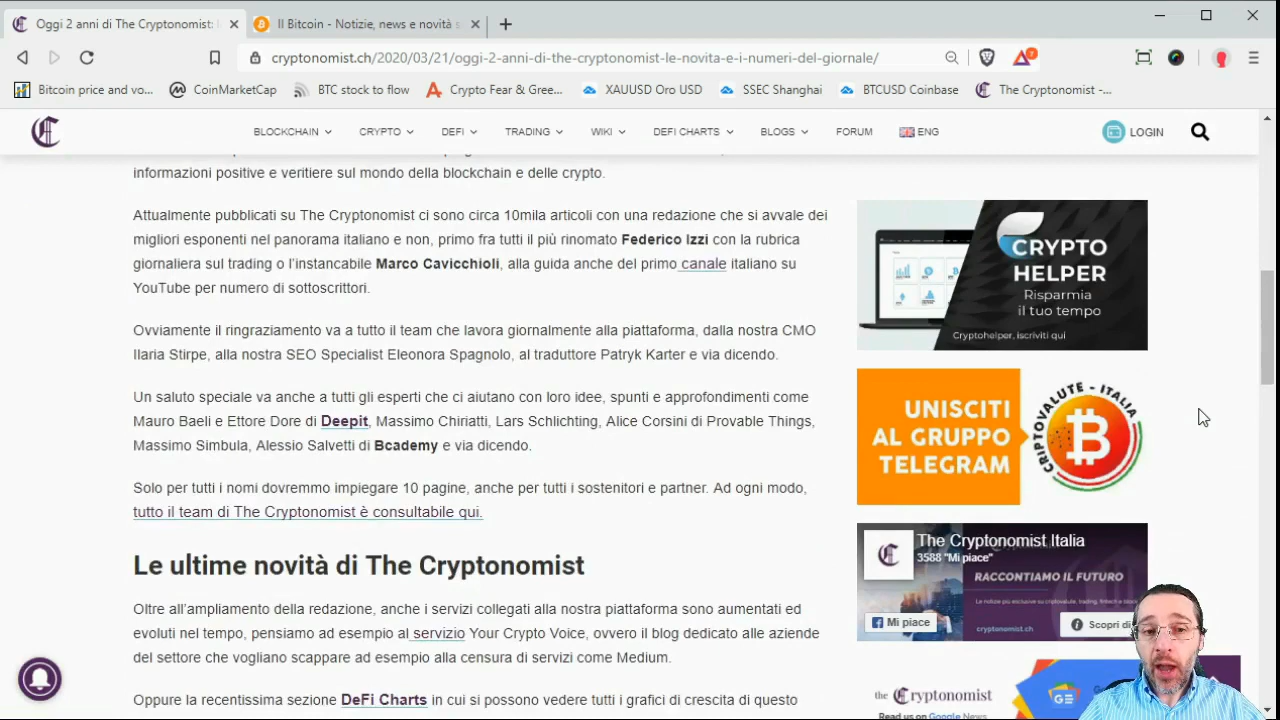 Oggi 2 anni di The Cryptonomist:
Il Bitcoin - Notizie, news e novità s
cryptonomist.ch/2020/03/21/oggi-2-anni-di-the-cryptonomist-le-novita-e-i-numeri-del-giornale/
7
Bitcoin price and vo...
CoinMarketCap
BTC stock to flow
Crypto Fear & Gree...
XAUUSD Oro USD
SSEC Shanghai
BTCUSD Coinbase
The Cryptonomist -...
BLOCKCHAIN
CRYPTO
DEFI
TRADING
WIKI
DEFI CHARTS
BLOGS
FORUM
ENG
LOGIN
informazioni positive e veritiere sul mondo della blockchain e delle crypto.
Attualmente pubblicati su The Cryptonomist ci sono circa 10mila articoli con una redazione che si avvale dei
migliori esponenti nel panorama italiano e non, primo fra tutti il più rinomato Federico Izzi con la rubrica
giornaliera sul trading o l'instancabile Marco Cavicchioli, alla guida anche del primo canale italiano su
YouTube per numero di sottoscrittori.
Ovviamente il ringraziamento va a tutto il team che lavora giornalmente alla piattaforma, dalla nostra CMO
Ilaria Stirpe, alla nostra SEO Specialist Eleonora Spagnolo, al traduttore Patryk Karter e via dicendo.
Un saluto speciale va anche a tutti gli esperti che ci aiutano con loro idee, spunti e approfondimenti come
Mauro Baeli e Ettore Dore di Deepit, Massimo Chiriatti, Lars Schlichting, Alice Corsini di Provable Things,
Massimo Simbula, Alessio Salvetti di Bcademy e via dicendo.
Solo per tutti i nomi dovremmo impiegare 10 pagine, anche per tutti i sostenitori e partner. Ad ogni modo,
tutto il team di The Cryptonomist è consultabile qui.
Le ultime novità di The Cryptonomist
Oltre all'ampliamento della redazione, anche i servizi collegati alla nostra piattaforma sono aumentati ed
evoluti nel tempo, pensiamo ad esempio al servizio Your Crypto Voice, ovvero il blog dedicato alle aziende
del settore che vogliano scappare ad esempio alla censura di servizi come Medium.
Oppure la recentissima sezione DeFi Charts in cui si possono vedere tutti i grafici di crescita di questo
CRYPTO
HELPER
Risparmia
il tuo tempo
Cryptohelper, iscriviti qui
UNISCITI
AL GRUPPO
TELEGRAM
CRIPTOVALUTE - ITALIA
The Cryptonomist Italia
3588 "Mi piace"
RACCONTIAMO IL FUTURO
cryptonomist.ch
Mi piace
Scopri di
the Cryptonomist
Read us on Google News
GE